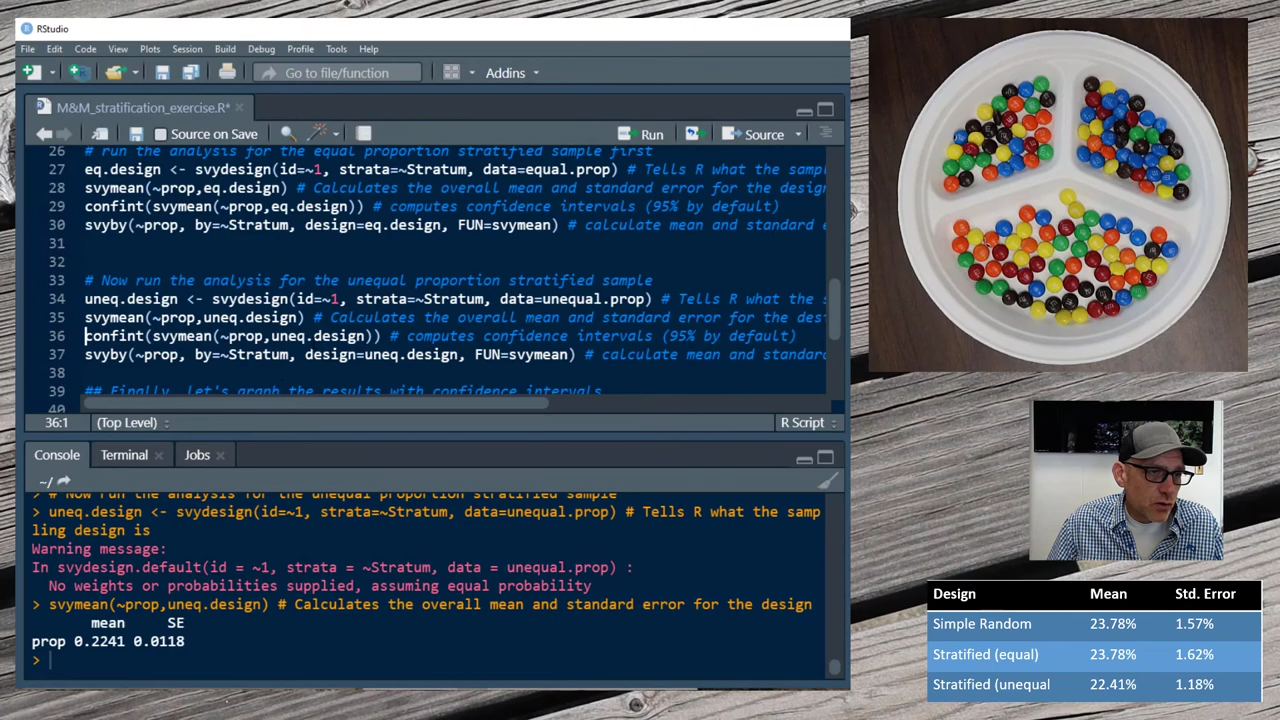 RStudio
File Edit Code View Plots Session Build Debug Profile Tools Help
Go to file/function Addins
M&M_stratification_exercise.R*
Source on Save Run Source
26 # run the analysis for the equal proportion stratified sample first
27 eq.design <- svydesign(id=~1, strata=~Stratum, data=equal.prop) # Tells R what the sam
28 svymean(~prop,eq.design) # Calculates the overall mean and standard error for the design
29 confint(svymean(~prop,eq.design)) # computes confidence intervals (95% by default)
30 svyby(~prop, by=~Stratum, design=eq.design, FUN=svymean) # calculate mean and standard e
31
32
33 # Now run the analysis for the unequal proportion stratified sample
34 uneq.design <- svydesign(id=~1, strata=~Stratum, data=unequal.prop) # Tells R what the s
35 svymean(~prop,uneq.design) # Calculates the overall mean and standard error for the des
36 confint(svymean(~prop,uneq.design)) # computes confidence intervals (95% by default)
37 svyby(~prop, by=~Stratum, design=uneq.design, FUN=svymean) # calculate mean and standard
38
39 ## Finally, let's graph the results with confidence intervals
40
36:1 (Top Level) R Script
Console Terminal Jobs
~/
> # Now run the analysis for the unequal proportion stratified sample
> uneq.design <- svydesign(id=~1, strata=~Stratum, data=unequal.prop) # Tells R what the samp
ling design is
Warning message:
In svydesign.default(id = ~1, strata = ~Stratum, data = unequal.prop) :
No weights or probabilities supplied, assuming equal probability
> svymean(~prop,uneq.design) # Calculates the overall mean and standard error for the design
mean SE
prop 0.2241 0.0118
>
Design Mean Std. Error
Simple Random 23.78% 1.57%
Stratified (equal) 23.78% 1.62%
Stratified (unequal 22.41% 1.18%